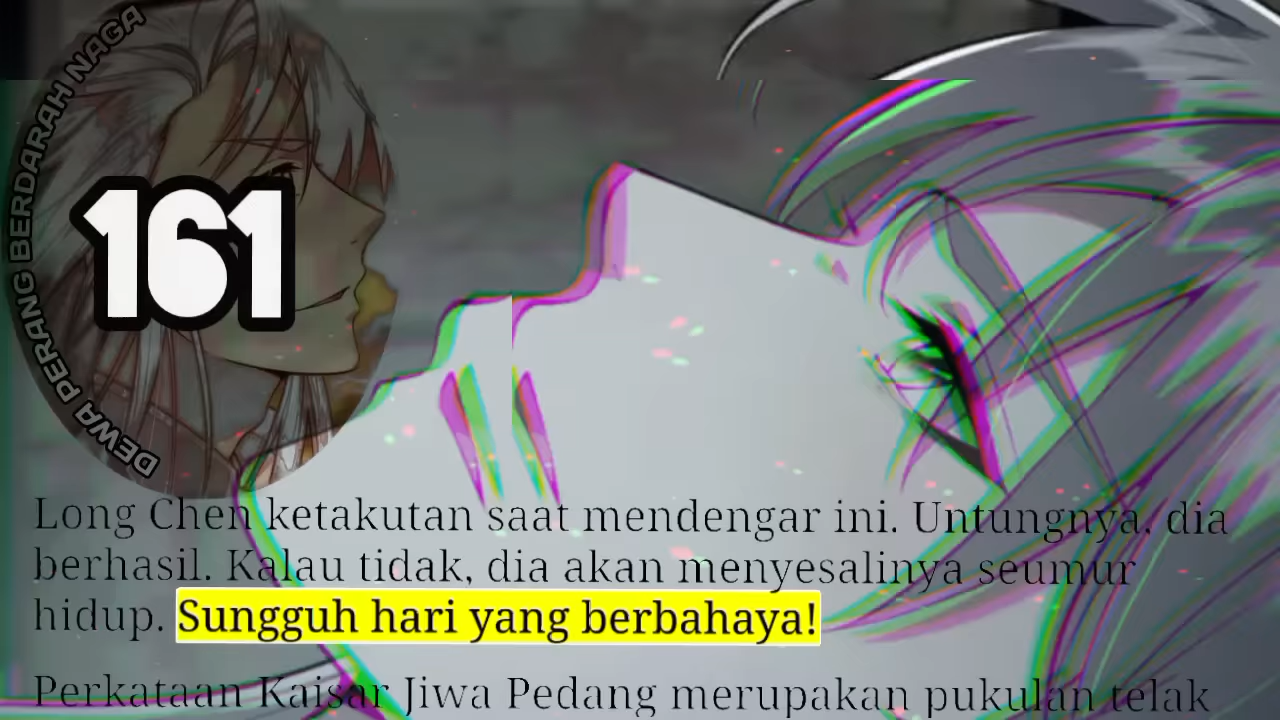 DEWA PERANG BERDARAH NAGA
161
Long Chen ketakutan saat mendengar ini. Untungnya, dia
berhasil. Kalau tidak, dia akan menyesalinya seumur
hidup. Sungguh hari yang berbahaya!
Perkataan Kaisar Jiwa Pedang merupakan pukulan telak